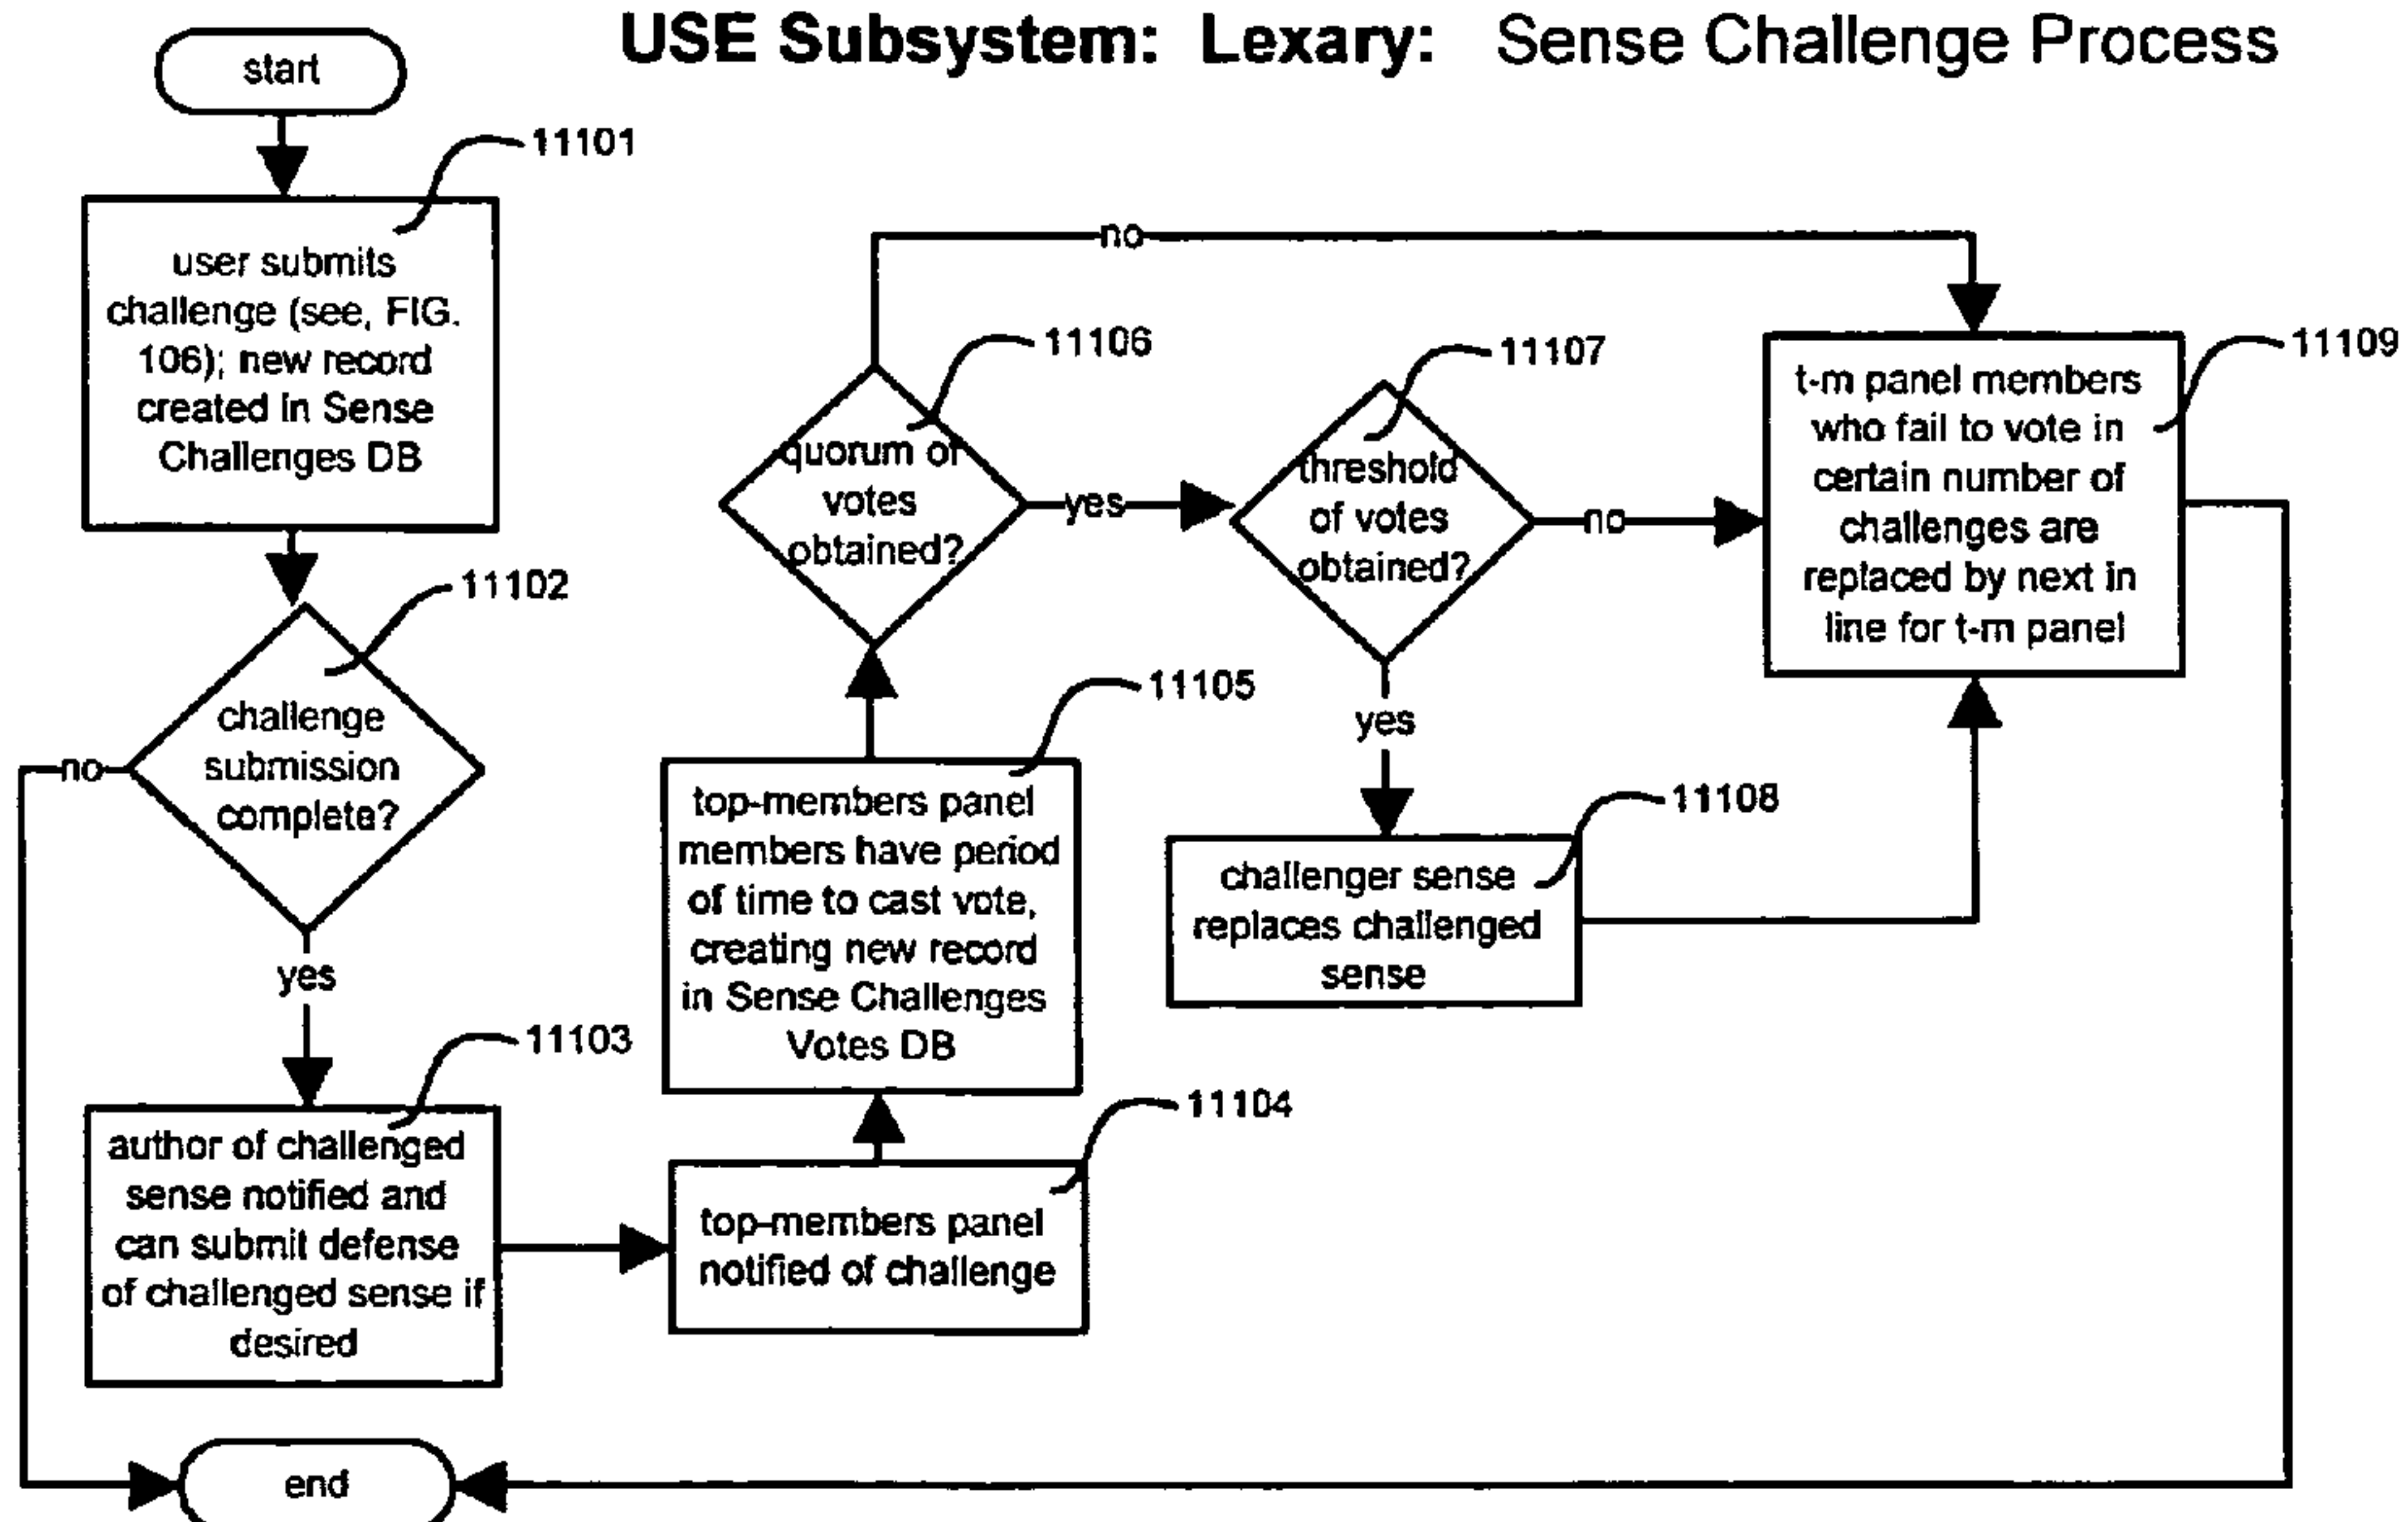 USE Subsystem: Lexary: Sense Challenge Process
start
11101
user submits
challenge (see, FIG.
106); new record
created in Sense
Challenges DB
11102
challenge
submission
complete?
no
yes
11103
author of challenged
sense notified and
can submit defense
of challenged sense if
desired
11104
top-members panel
notified of challenge
11105
top-members panel
members have period
of time to cast vote,
creating new record
in Sense Challenges
Votes DB
11106
quorum of
votes
obtained?
no
yes
11107
threshold
of votes
obtained?
no
yes
11108
challenger sense
replaces challenged
sense
11109
t-m panel members
who fail to vote in
certain number of
challenges are
replaced by next in
line for t-m panel
end